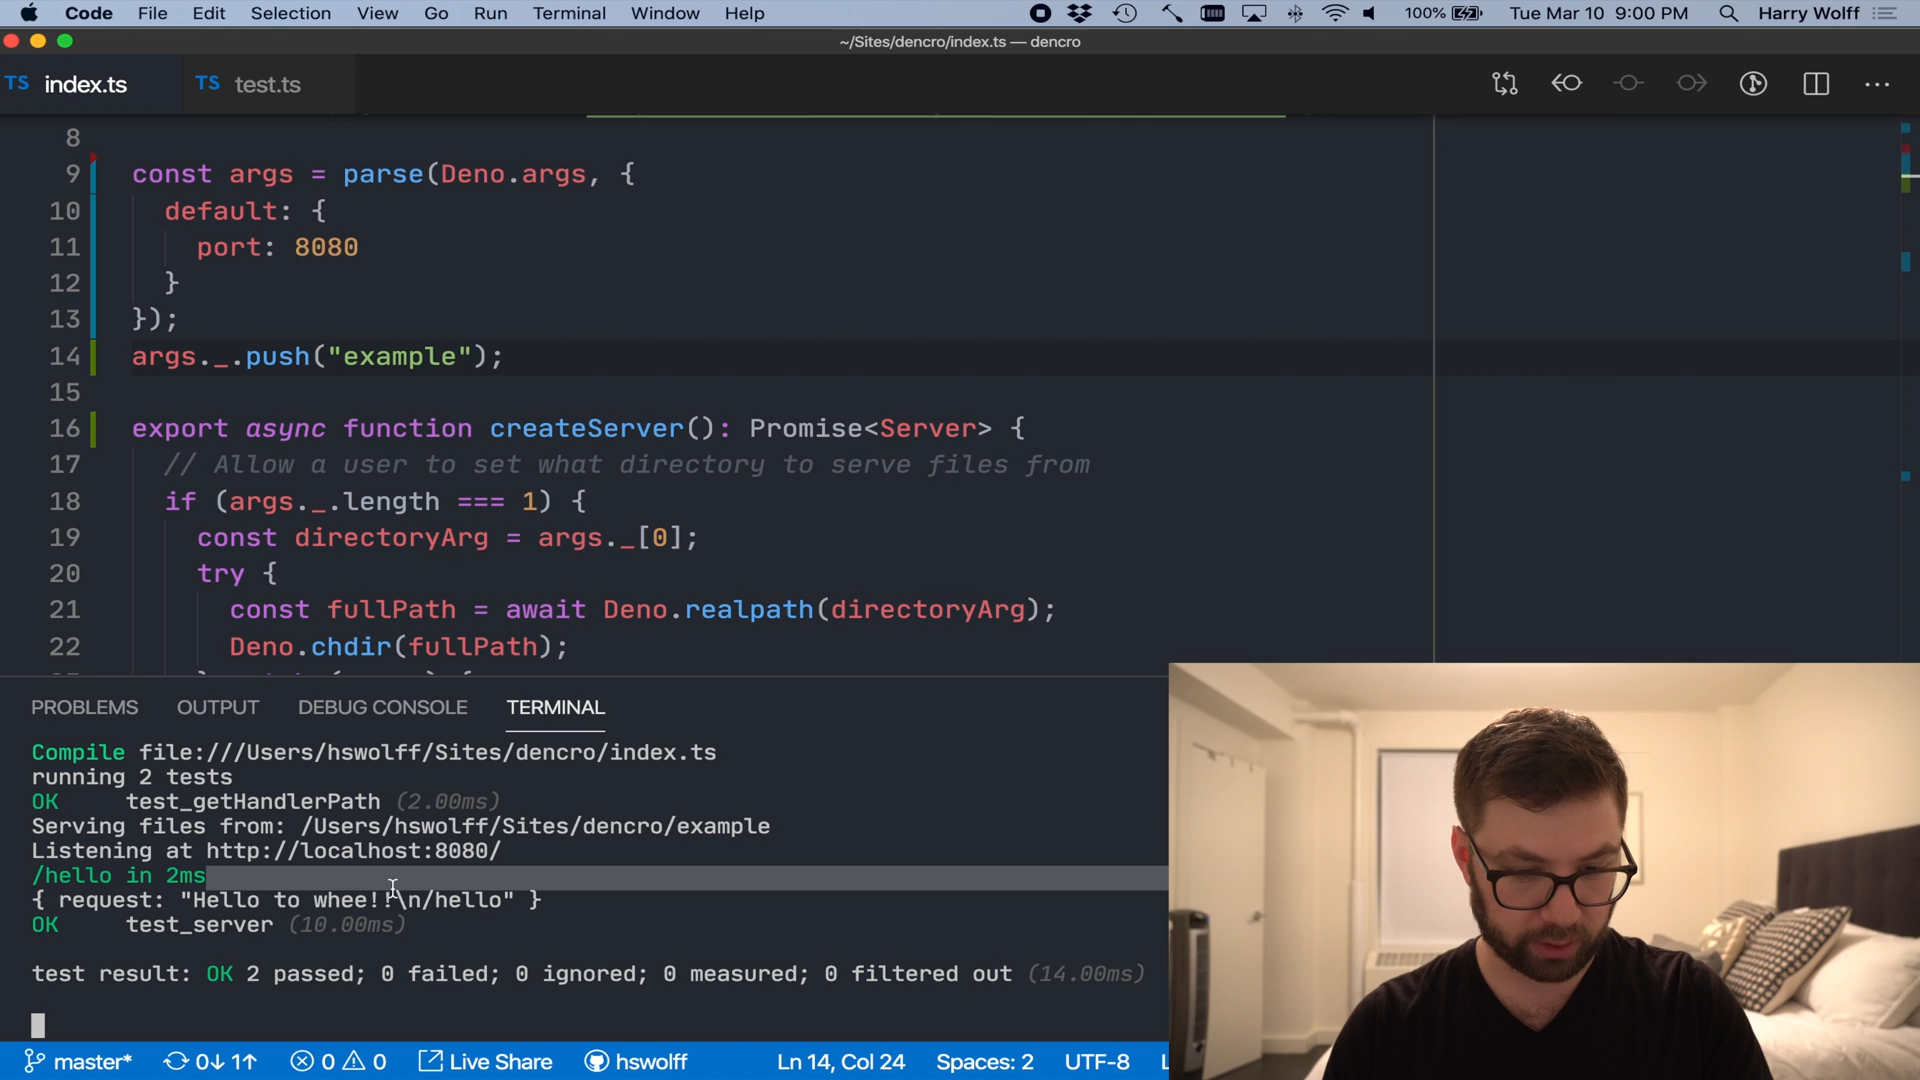 Code File Edit Selection View Go Run Terminal Window Help 100% Tue Mar 10 9:00 PM Harry Wolff
~/Sites/dencro/index.ts — dencro
TS index.ts TS test.ts
8
9 const args = parse(Deno.args, {
10 default: {
11 port: 8080
12 }
13 });
14 args._.push("example");
15
16 export async function createServer(): Promise<Server> {
17 // Allow a user to set what directory to serve files from
18 if (args._.length === 1) {
19 const directoryArg = args._[0];
20 try {
21 const fullPath = await Deno.realpath(directoryArg);
22 Deno.chdir(fullPath);
PROBLEMS OUTPUT DEBUG CONSOLE TERMINAL
Compile file:///Users/hswolff/Sites/dencro/index.ts
running 2 tests
OK test_getHandlerPath (2.00ms)
Serving files from: /Users/hswolff/Sites/dencro/example
Listening at http://localhost:8080/
/hello in 2ms
{ request: "Hello to whee!!\n/hello" }
OK test_server (10.00ms)
test result: OK 2 passed; 0 failed; 0 ignored; 0 measured; 0 filtered out (14.00ms)
master* 0↓ 1↑ 0 0 Live Share hswolff Ln 14, Col 24 Spaces: 2 UTF-8